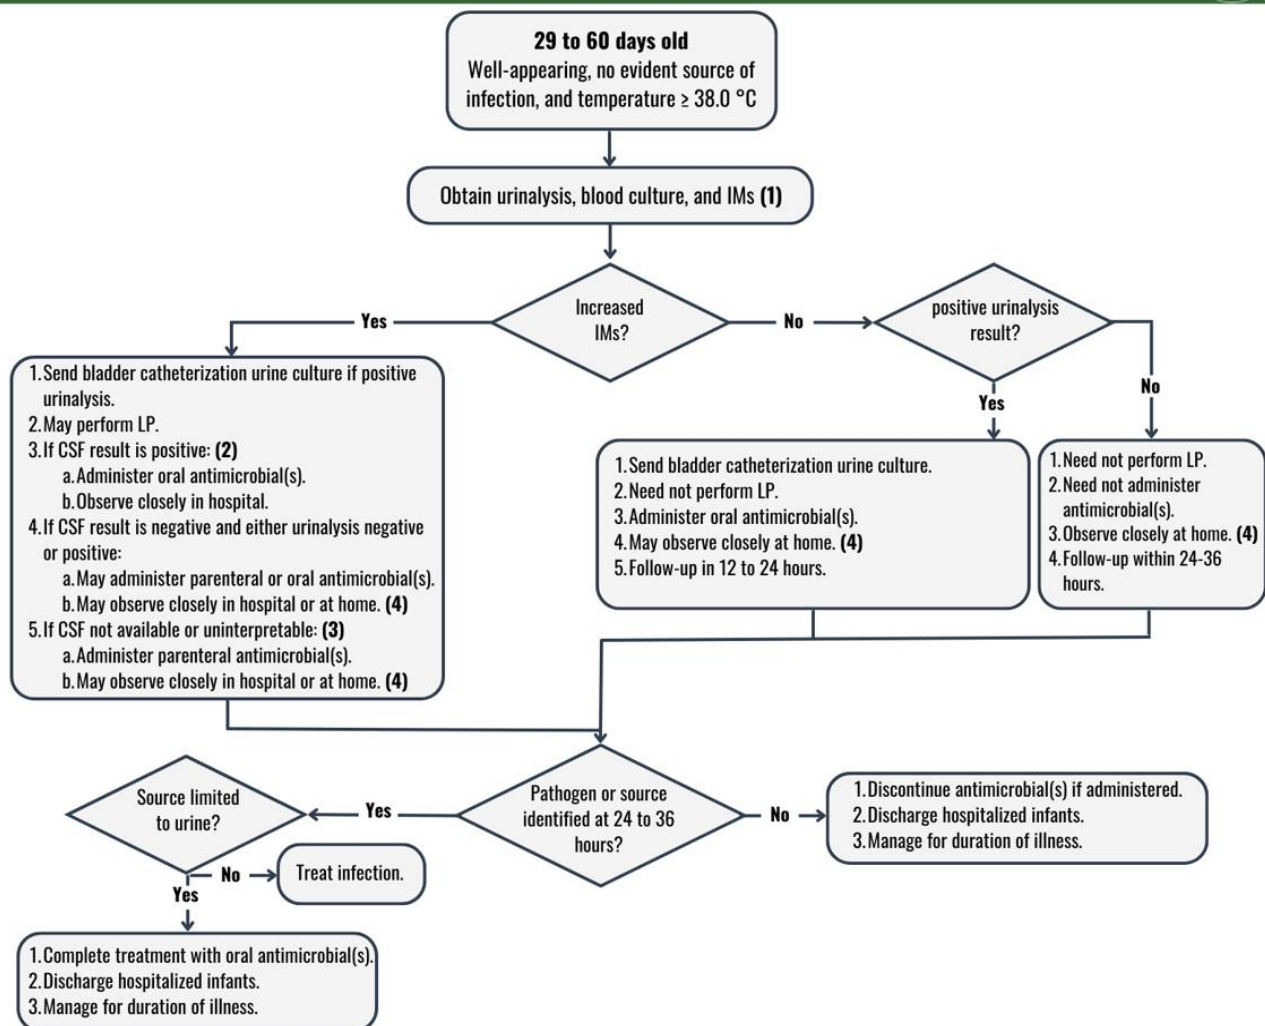 29 to 60 days old
Well-appearing, no evident source of
infection, and temperature ≥ 38.0 °C
Obtain urinalysis, blood culture, and IMs (1)
Increased
IMs?
Yes
No
positive urinalysis
result?
Yes
No
1. Send bladder catheterization urine culture if positive
urinalysis.
2. May perform LP.
3. If CSF result is positive: (2)
a. Administer oral antimicrobial(s).
b. Observe closely in hospital.
4. If CSF result is negative and either urinalysis negative
or positive:
a. May administer parenteral or oral antimicrobial(s).
b. May observe closely in hospital or at home. (4)
5. If CSF not available or uninterpretable: (3)
a. Administer parenteral antimicrobial(s).
b. May observe closely in hospital or at home. (4)
1. Send bladder catheterization urine culture.
2. Need not perform LP.
3. Administer oral antimicrobial(s).
4. May observe closely at home. (4)
5. Follow-up in 12 to 24 hours.
1. Need not perform LP.
2. Need not administer
antimicrobial(s).
3. Observe closely at home. (4)
4. Follow-up within 24-36
hours.
Pathogen or source
identified at 24 to 36
hours?
Yes
No
Source limited
to urine?
No
Yes
Treat infection.
1. Discontinue antimicrobial(s) if administered.
2. Discharge hospitalized infants.
3. Manage for duration of illness.
1. Complete treatment with oral antimicrobial(s).
2. Discharge hospitalized infants.
3. Manage for duration of illness.